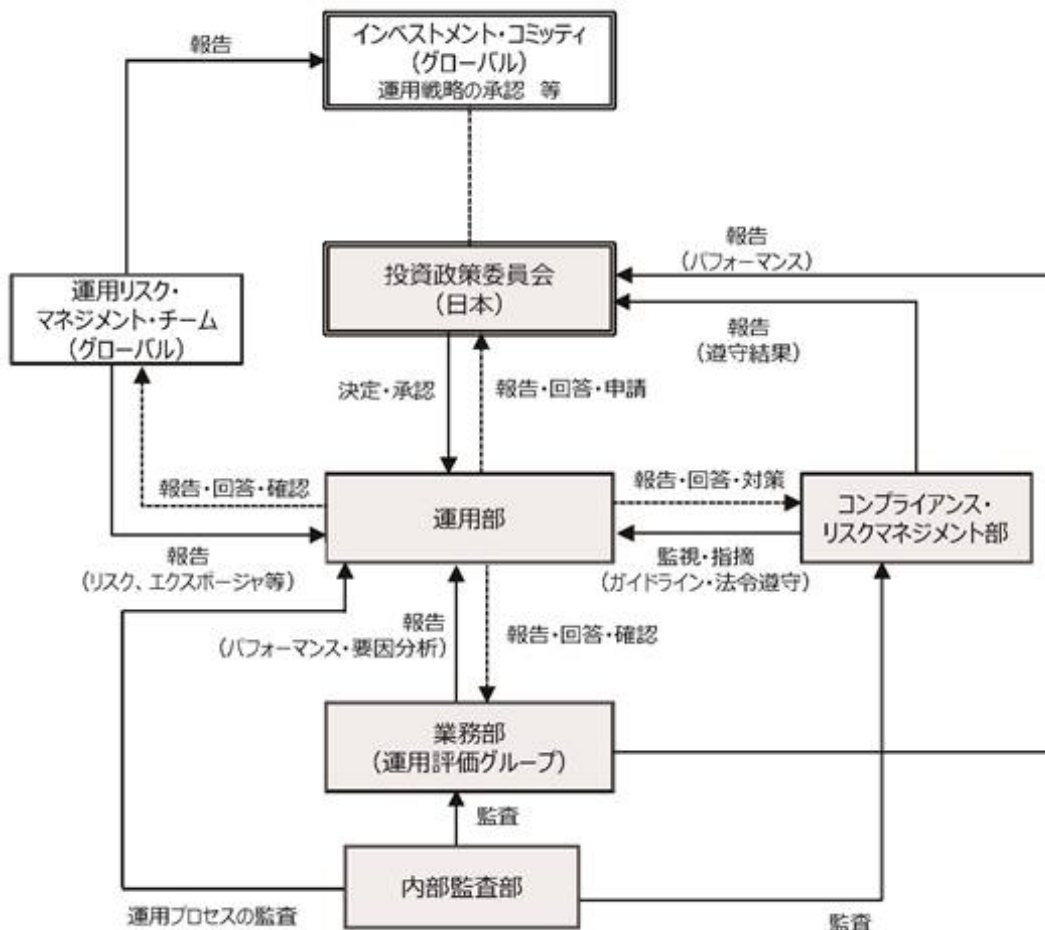 インベストメント・コミッティ
(グローバル)
運用戦略の承認 等
報告
報告
(パフォーマンス)
投資政策委員会
(日本)
運用リスク・
マネジメント・チーム
(グローバル)
報告
(遵守結果)
決定・承認
報告・回答・申請
報告・回答・確認
報告・回答・対策
運用部
コンプライアンス・
リスクマネジメント部
報告
(リスク、エクスポージャ等)
監視・指摘
(ガイドライン・法令遵守)
報告
(パフォーマンス・要因分析)
報告・回答・確認
業務部
(運用評価グループ)
監査
内部監査部
運用プロセスの監査
監査